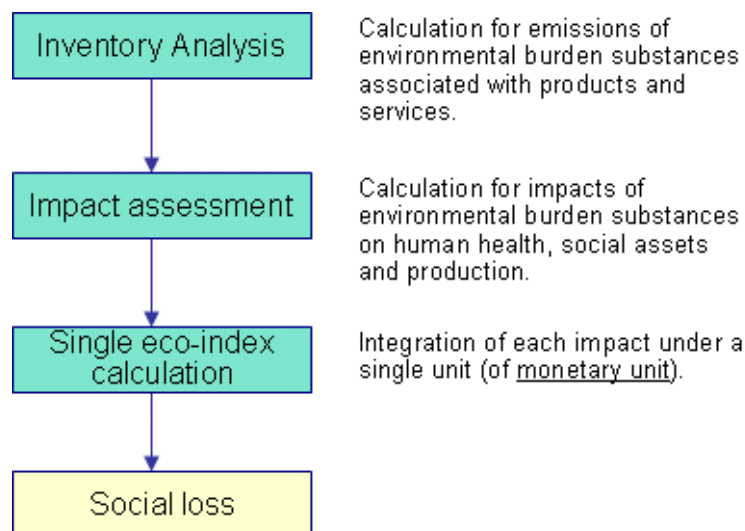 Inventory Analysis
Calculation for emissions of
environmental burden substances
associated with products and
services.
Impact assessment
Calculation for impacts of
environmental burden substances
on human health, social assets
and production.
Single eco-index
calculation
Integration of each impact under a
single unit (of monetary unit).
Social loss